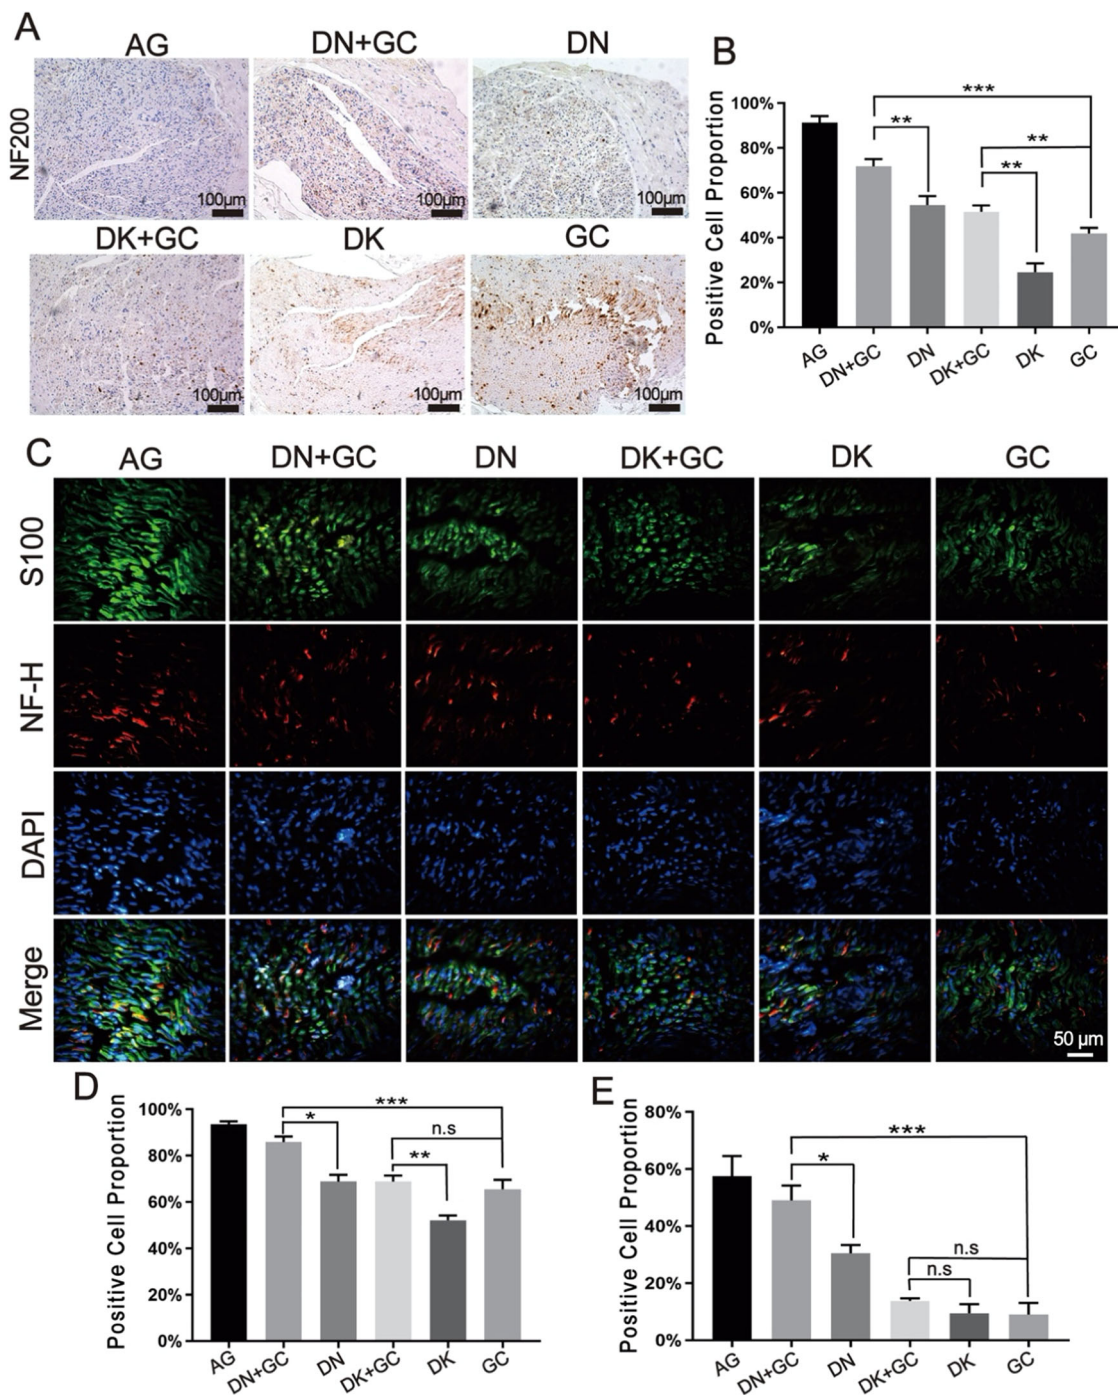 A
AG DN+GC DN
NF200
100μm 100μm 100μm
DK+GC DK GC
100μm 100μm 100μm
B
Positive Cell Proportion
100%
80%
60%
40%
20%
0%
***
**
**
**
AG DN+GC DN DK+GC DK GC
C
AG DN+GC DN DK+GC DK GC
S100
NF-H
DAPI
Merge
50 μm
D
Positive Cell Proportion
100%
80%
60%
40%
20%
0%
***
*
n.s
**
AG DN+GC DN DK+GC DK GC
E
Positive Cell Proportion
80%
60%
40%
20%
0%
***
*
n.s
n.s
AG DN+GC DN DK+GC DK GC